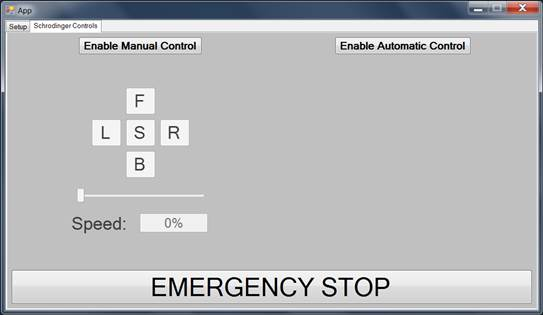 App
Setup Schrodinger Controls
Enable Manual Control Enable Automatic Control
F
L S R
B
Speed: 0%
EMERGENCY STOP